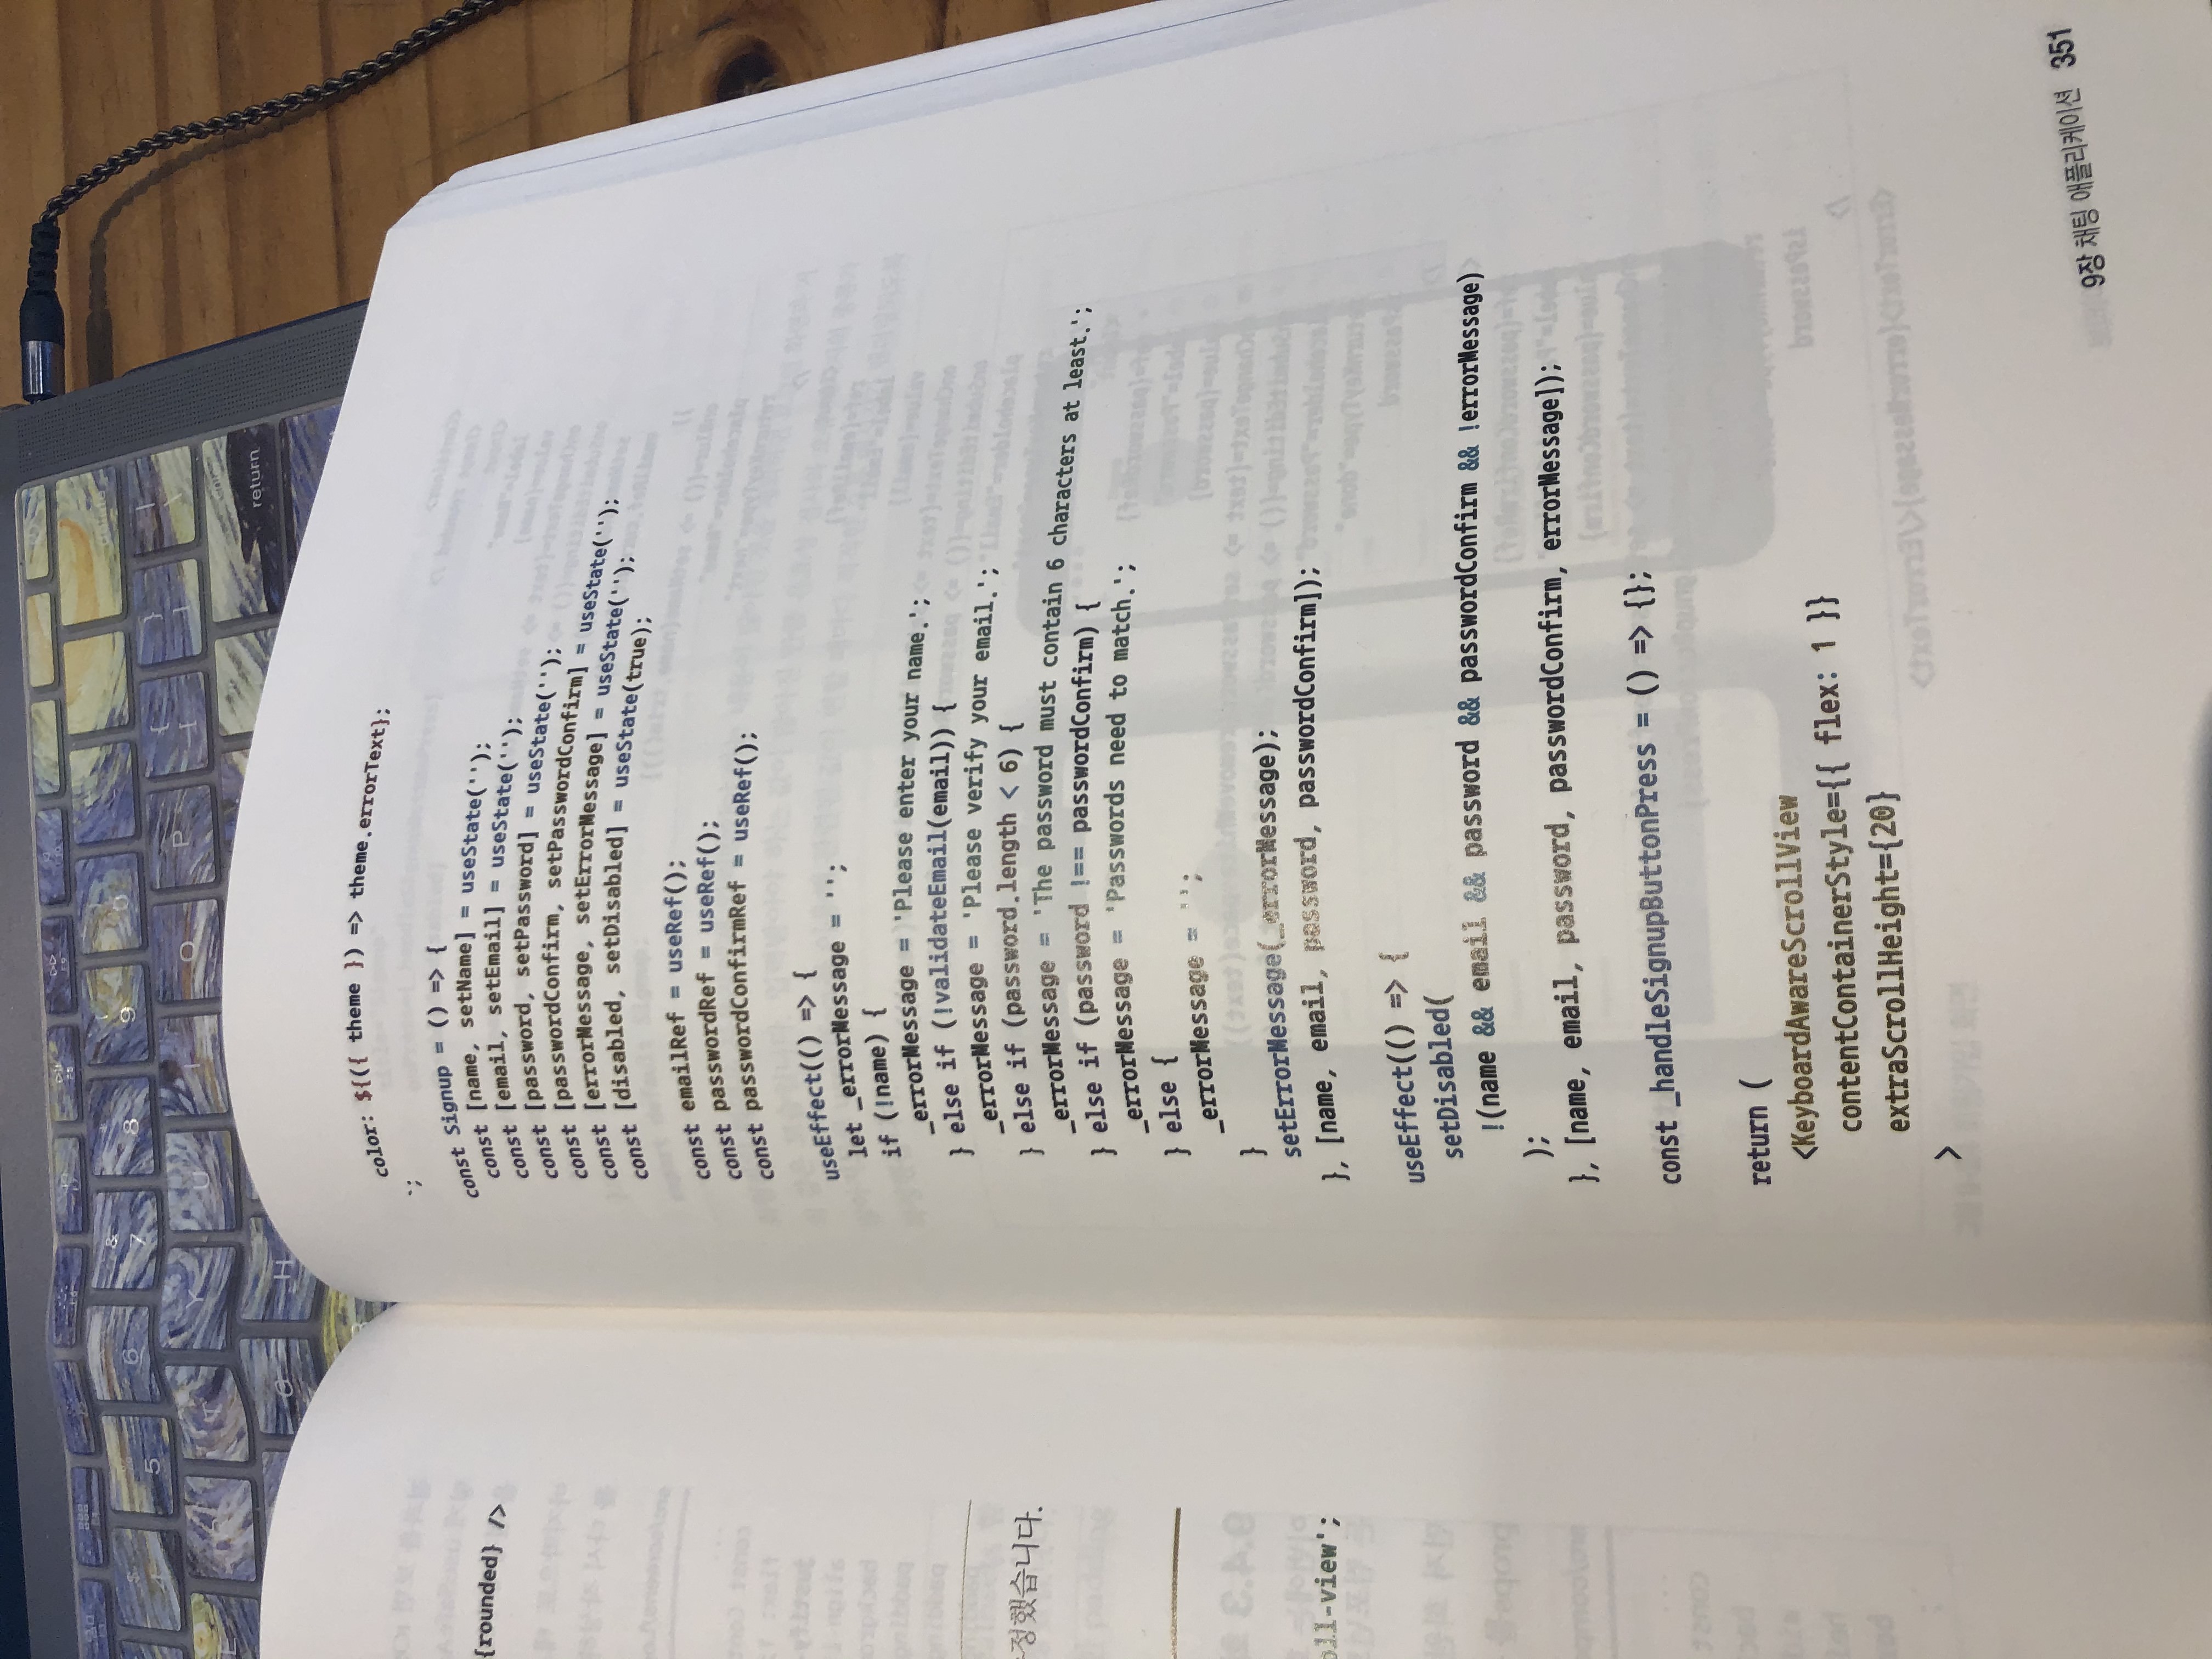 &
5
6
7
8
9
0
Y
U
I
O
P
{
[
}
]
|
\
G
H
return
{rounded} />
정했습니다.
oll-view';
  color: ${({ theme }) => theme.errorText};
`;
const Signup = () => {
  const [name, setName] = useState('');
  const [email, setEmail] = useState('');
  const [password, setPassword] = useState('');
  const [passwordConfirm, setPasswordConfirm] = useState('');
  const [errorMessage, setErrorMessage] = useState('');
  const [disabled, setDisabled] = useState(true);
  const emailRef = useRef();
  const passwordRef = useRef();
  const passwordConfirmRef = useRef();
  useEffect(() => {
    let _errorMessage = '';
    if (!name) {
      _errorMessage = 'Please enter your name.';
    } else if (!validateEmail(email)) {
      _errorMessage = 'Please verify your email.';
    } else if (password.length < 6) {
      _errorMessage = 'The password must contain 6 characters at least.';
    } else if (password !== passwordConfirm) {
      _errorMessage = 'Passwords need to match.';
    } else {
      _errorMessage = '';
    }
    setErrorMessage(_errorMessage);
  }, [name, email, password, passwordConfirm]);
  useEffect(() => {
    setDisabled(
      !(name && email && password && passwordConfirm && !errorMessage)
    );
  }, [name, email, password, passwordConfirm, errorMessage]);
  const _handleSignupButtonPress = () => {};
  return (
    <KeyboardAwareScrollView
      contentContainerStyle={{ flex: 1 }}
      extraScrollHeight={20}
    >
9장 채팅 애플리케이션 351